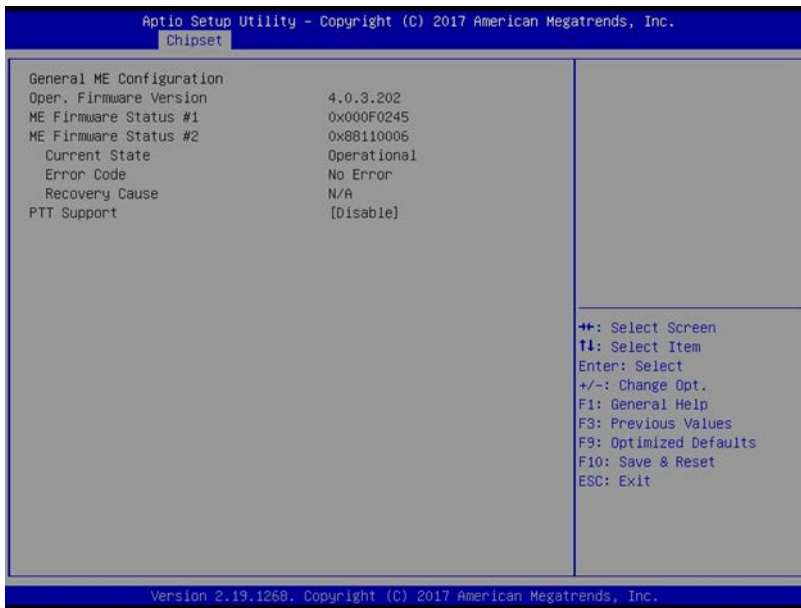 Aptio Setup Utility – Copyright (C) 2017 American Megatrends, Inc.
Chipset
General ME Configuration
Oper. Firmware Version 4.0.3.202
ME Firmware Status #1 0x000F0245
ME Firmware Status #2 0x88110006
Current State Operational
Error Code No Error
Recovery Cause N/A
PTT Support [Disable]
→←: Select Screen
↑↓: Select Item
Enter: Select
+/-: Change Opt.
F1: General Help
F3: Previous Values
F9: Optimized Defaults
F10: Save & Reset
ESC: Exit
Version 2.19.1268. Copyright (C) 2017 American Megatrends, Inc.